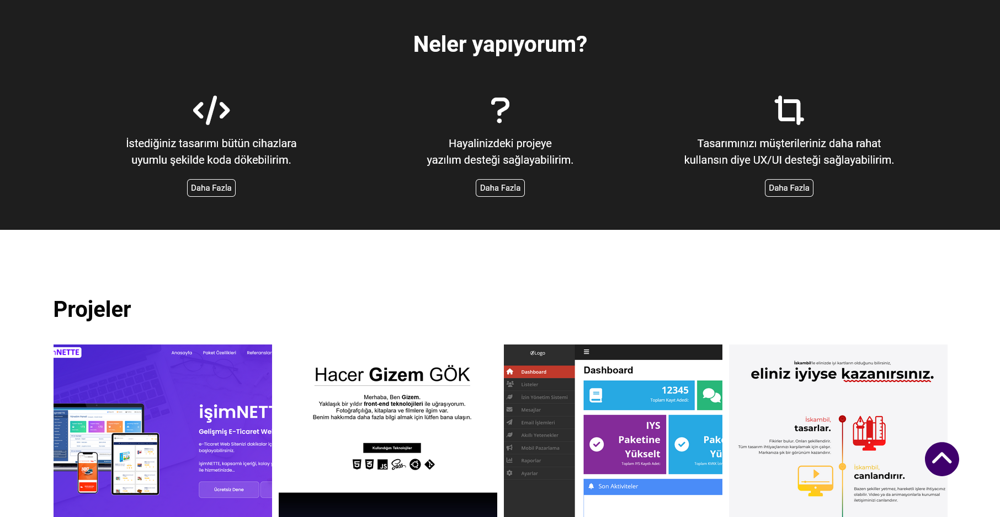 Neler yapıyorum?
İstediğiniz tasarımı bütün cihazlara
uyumlu şekilde koda dökebilirim.
Daha Fazla
Hayalinizdeki projeye
yazılım desteği sağlayabilirim.
Daha Fazla
Tasarımınızı müşterileriniz daha rahat
kullansın diye UX/UI desteği sağlayabilirim.
Daha Fazla
Projeler
NETTE
Anasayfa Paket Özellikleri Referanslar
işimNETT
Gelişmiş E-Ticaret We
e-Ticaret Web Sitenizi dakikalar iç
başlayabilirsiniz.
işimNETTE, kapsamlı içeriği, kolay y
ile hizmetinizde...
Ücretsiz Dene
Hacer Gizem GÖK
Merhaba, Ben Gizem.
Yaklaşık bir yıldır front-end teknolojileri ile uğraşıyorum.
Fotoğrafçılığa, kitaplara ve filmlere ilgim var.
Benim hakkımda daha fazla bilgi almak için lütfen bana ulaşın.
Kullandığım Teknolojiler
JS Sass
Logo
Dashboard
Listeler
İzin Yönetim Sistemi
Mesajlar
Email İşlemleri
Akıllı Yetenekler
Mobil Pazarlama
Raporlar
Ayarlar
Dashboard
12345
Toplam Kayıt Adedi:
IYS
Paketine
Yükselt
Toplam IYS Kayıtlı Adet:
Pak
Yü
Toplam KVKK İzin
Son Aktiviteler
İskambil'le elinizde iyi kartların olduğunu bilirsiniz,
eliniz iyiyse kazanırsınız.
İskambil,
tasarlar.
Fikirler bulur. Onları şekillendirir.
Tüm tasarım ihtiyaçlarınızı karşılamak için çalışır.
Markanıza şık bir görünüm kazandırır.
İskambil,
canlandırır.
Bazen şekiller yetmez, hareketli işlere ihtiyacınız
olabilir. Video ya da animasyonlarla kurumsal
iletişiminizi canlandırır.